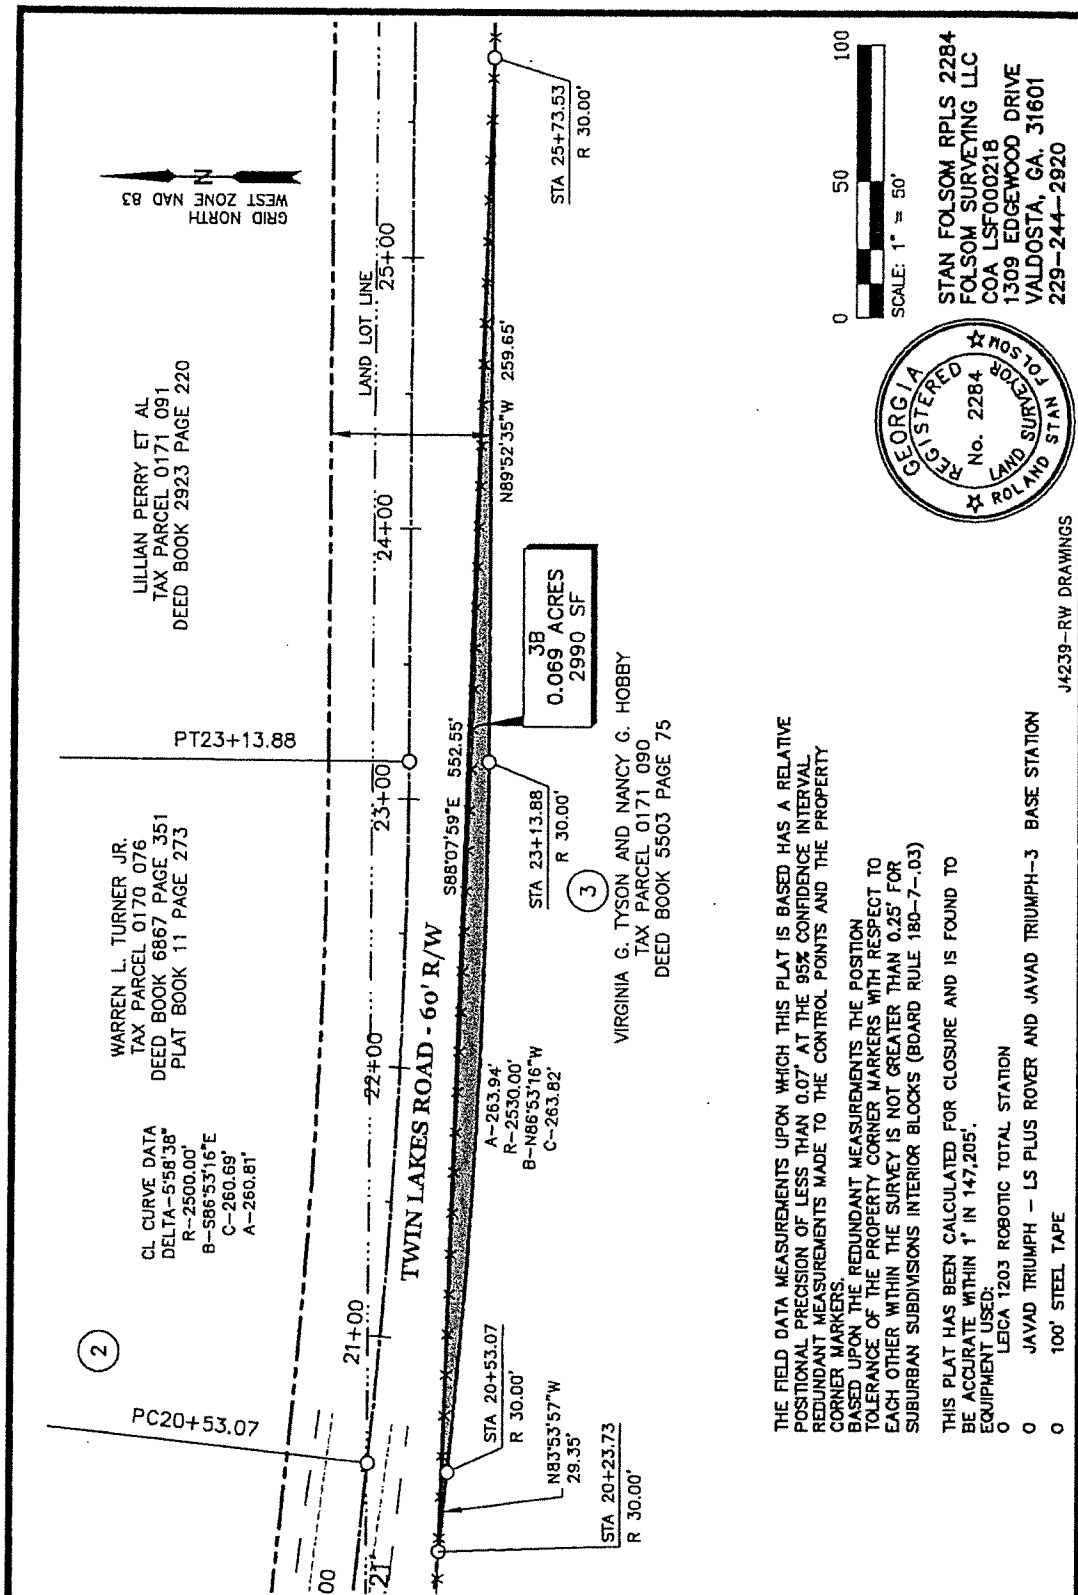 GRID NORTH
WEST ZONE NAD 83
N
2
WARREN L. TURNER JR.
TAX PARCEL 0170 076
DEED BOOK 6867 PAGE 351
PLAT BOOK 11 PAGE 273
LILLIAN PERRY ET AL
TAX PARCEL 0171 091
DEED BOOK 2923 PAGE 220
CL CURVE DATA
DELTA-5°58'38"
R-2500.00'
B-S86°53'16"E
C-260.69'
A-260.81'
PC20+53.07
PT23+13.88
LAND LOT LINE
00
21'
21+00
22+00
23+00
24+00
25+00
TWIN LAKES ROAD - 60' R/W
S88°07'59"E 552.55'
N89°52'35"W 259.65'
STA 25+73.53
R 30.00'
3B
0.069 ACRES
2990 SF
STA 23+13.88
R 30.00'
A-263.94'
R-2530.00'
B-N86°53'16"W
C-263.82'
STA 20+53.07
R 30.00'
N83°53'57"W
29.35'
STA 20+23.73
R 30.00'
3
VIRGINIA G. TYSON AND NANCY G. HOBBY
TAX PARCEL 0171 090
DEED BOOK 5503 PAGE 75
THE FIELD DATA MEASUREMENTS UPON WHICH THIS PLAT IS BASED HAS A RELATIVE
POSITIONAL PRECISION OF LESS THAN 0.07' AT THE 95% CONFIDENCE INTERVAL.
REDUNDANT MEASUREMENTS MADE TO THE CONTROL POINTS AND THE PROPERTY
CORNER MARKERS.
BASED UPON THE REDUNDANT MEASUREMENTS THE POSITION
TOLERANCE OF THE PROPERTY CORNER MARKERS WITH RESPECT TO
EACH OTHER WITHIN THE SURVEY IS NOT GREATER THAN 0.25' FOR
SUBURBAN SUBDIVISIONS INTERIOR BLOCKS (BOARD RULE 180-7-.03)
THIS PLAT HAS BEEN CALCULATED FOR CLOSURE AND IS FOUND TO
BE ACCURATE WITHIN 1' IN 147,205'.
EQUIPMENT USED:
O LEICA 1203 ROBOTIC TOTAL STATION
O JAVAD TRIUMPH - LS PLUS ROVER AND JAVAD TRIUMPH-3 BASE STATION
O 100' STEEL TAPE
J4239-RW DRAWINGS
GEORGIA
REGISTERED
No. 2284
LAND SURVEYOR
ROLAND STAN FOLSOM
0 50 100
SCALE: 1" = 50'
STAN FOLSOM RPLS 2284
FOLSOM SURVEYING LLC
COA LSF000218
1309 EDGEWOOD DRIVE
VALDOSTA, GA. 31601
229-244-2920